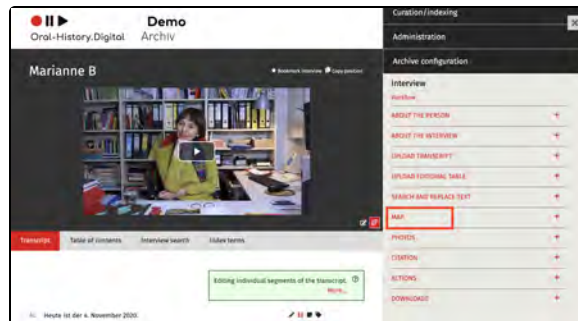 Demo
Oral-History.Digital Archiv
Marianne B
Bookmark interview Copy position
Transcript Table of contents Interview search Index terms
Editing individual segments of the transcript.
More...
Heute ist der 4. November 2020.
Curation/indexing
Administration
Archive configuration
Interview
Workflow
ABOUT THE PERSON +
ABOUT THE INTERVIEW +
UPLOAD TRANSCRIPT +
UPLOAD EDITORIAL TABLE +
SEARCH AND REPLACE TEXT +
MAP +
PHOTOS +
CITATION +
ACTIONS +
DOWNLOADS +